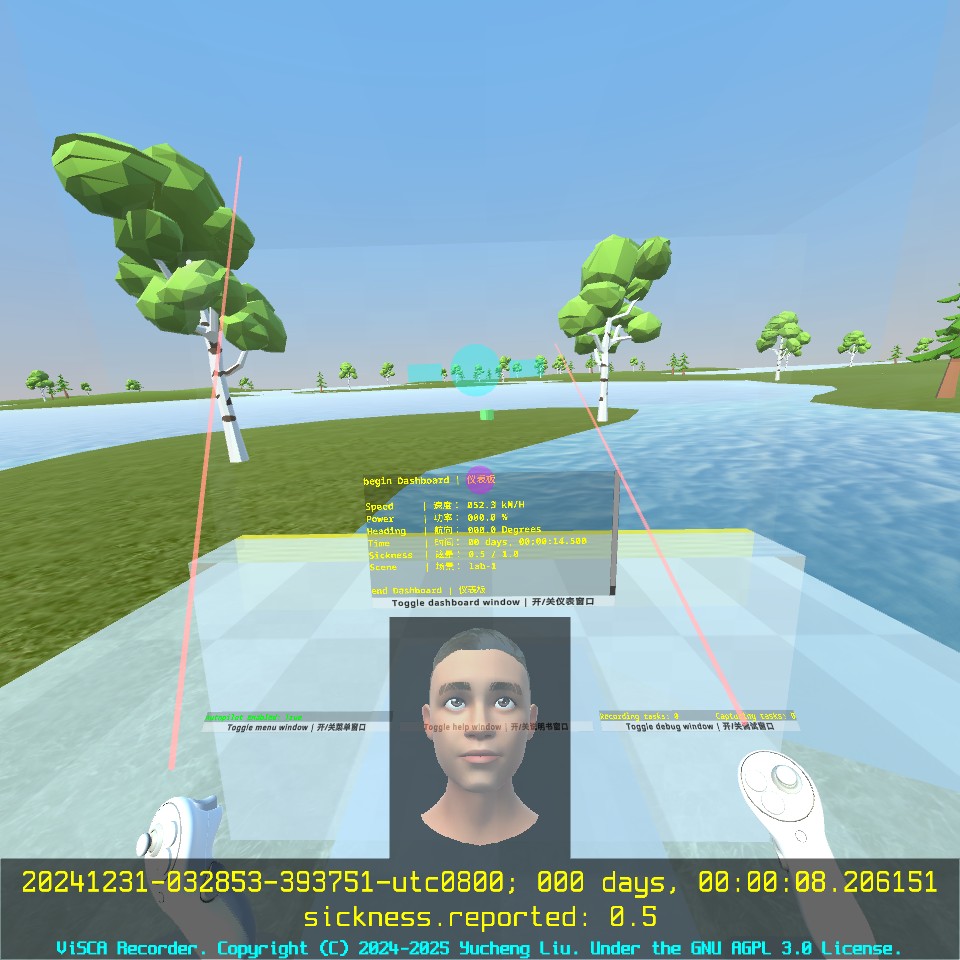 begin Dashboard | 仪表板
Speed | 速度： 052.3 kM/H
Power | 功率： 000.0 %
Heading | 航向： 000.0 Degrees
Time | 时间： 00 days, 00:00:14.500
Sickness | 0.5 / 1.0
Scene | 场景： lab-1
end Dashboard | 仪表板
Toggle dashboard window | 开/关仪表窗口
Autopilot enabled: true
Recording tasks: 0 Capturing tasks: 0
Toggle menu window | 开/关菜单窗口
Toggle help window | 开/关说明书窗口
Toggle debug window | 开/关调试窗口
20241231-032853-393751-utc0800; 000 days, 00:00:08.206151
sickness.reported: 0.5
ViSCA Recorder. Copyright (C) 2024-2025 Yucheng Liu. Under the GNU AGPL 3.0 License.